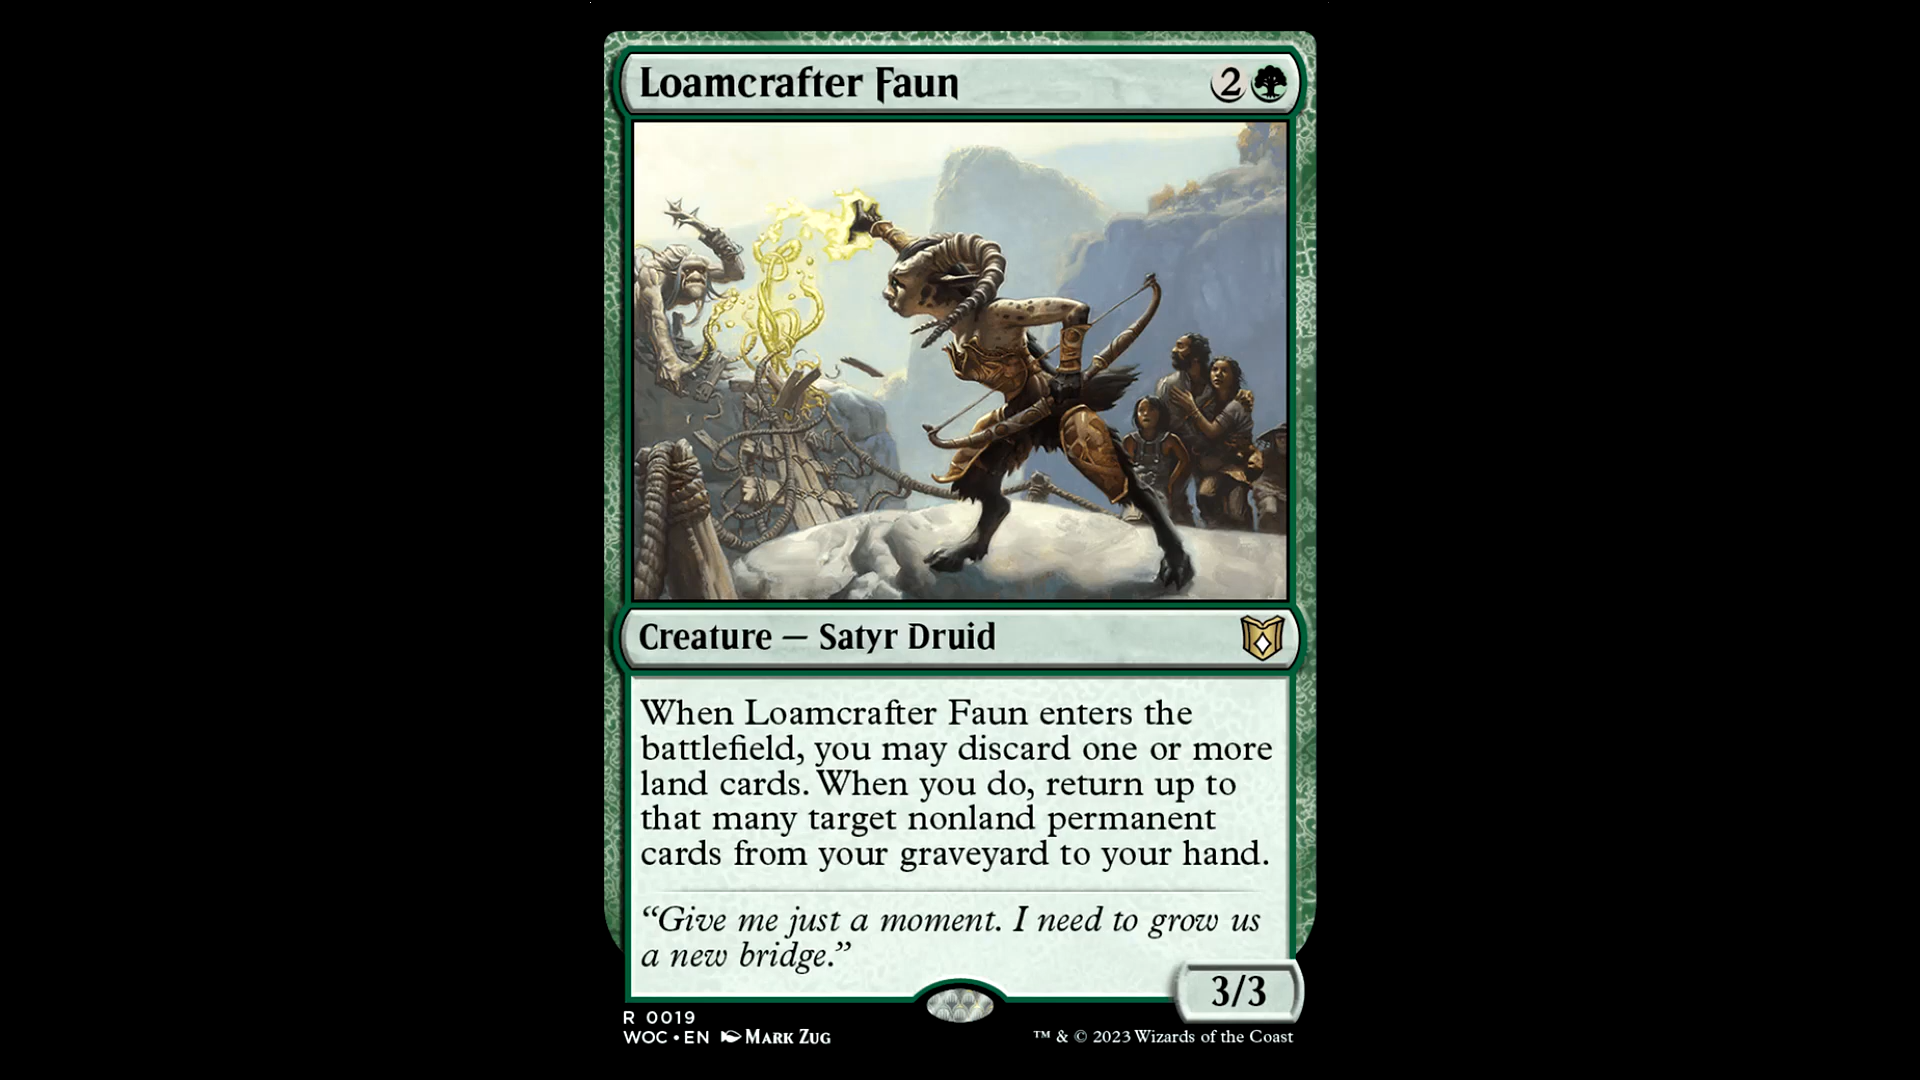 Loamcrafter Faun 2
Creature — Satyr Druid
When Loamcrafter Faun enters the
battlefield, you may discard one or more
land cards. When you do, return up to
that many target nonland permanent
cards from your graveyard to your hand.
“Give me just a moment. I need to grow us
a new bridge.”
3/3
R 0019
WOC • EN Mark Zug
™ & © 2023 Wizards of the Coast